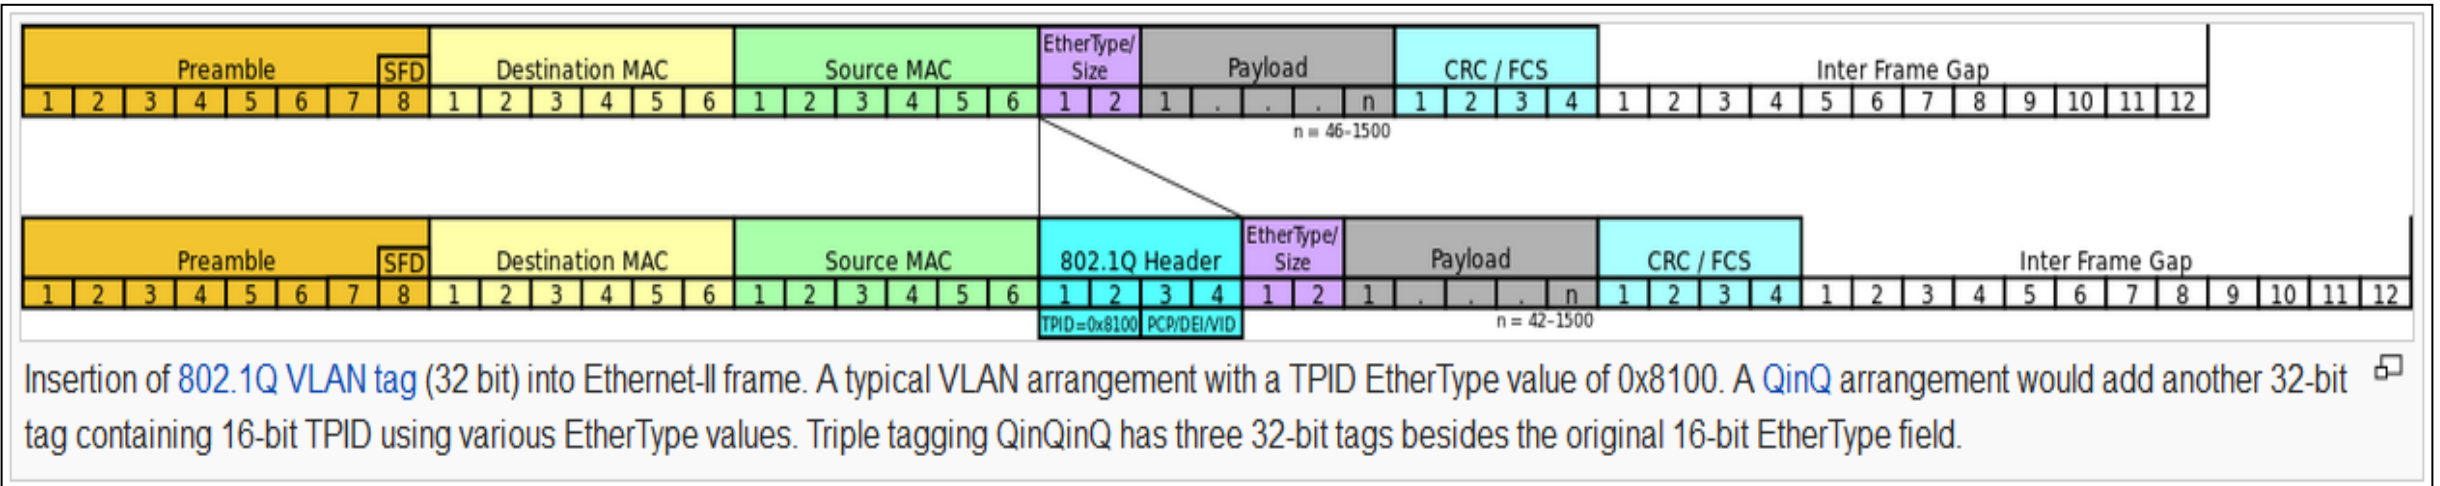 EtherType/
Preamble SFD Destination MAC Source MAC Size Payload CRC / FCS Inter Frame Gap
1 2 3 4 5 6 7 8 1 2 3 4 5 6 1 2 3 4 5 6 1 2 1 . . . n 1 2 3 4 1 2 3 4 5 6 7 8 9 10 11 12
n = 46-1500
EtherType/
Preamble SFD Destination MAC Source MAC 802.1Q Header Size Payload CRC / FCS Inter Frame Gap
1 2 3 4 5 6 7 8 1 2 3 4 5 6 1 2 3 4 5 6 1 2 3 4 1 2 1 . . . n 1 2 3 4 1 2 3 4 5 6 7 8 9 10 11 12
TPID=0x8100 PCP/DEI/VID n = 42-1500
Insertion of 802.1Q VLAN tag (32 bit) into Ethernet-II frame. A typical VLAN arrangement with a TPID EtherType value of 0x8100. A QinQ arrangement would add another 32-bit
tag containing 16-bit TPID using various EtherType values. Triple tagging QinQinQ has three 32-bit tags besides the original 16-bit EtherType field.